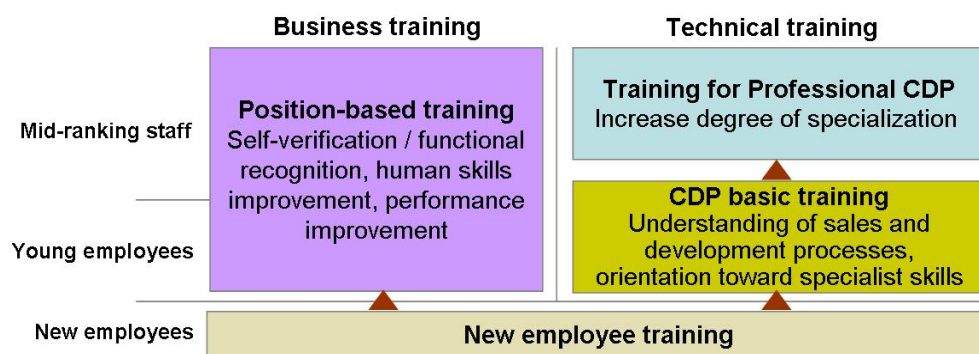 Business training
Technical training
Mid-ranking staff
Position-based training
Self-verification / functional
recognition, human skills
improvement, performance
improvement
Training for Professional CDP
Increase degree of specialization
Young employees
CDP basic training
Understanding of sales and
development processes,
orientation toward specialist skills
New employees
New employee training